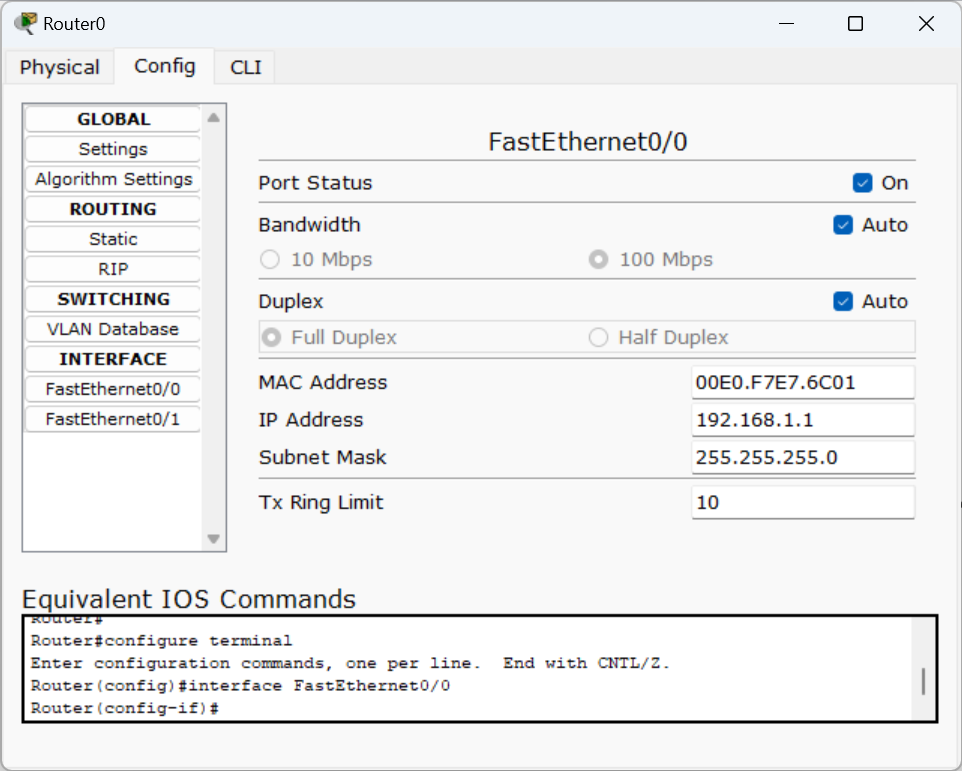 Router0
Physical
Config
CLI
GLOBAL
Settings
Algorithm Settings
ROUTING
Static
RIP
SWITCHING
VLAN Database
INTERFACE
FastEthernet0/0
FastEthernet0/1
FastEthernet0/0
Port Status
On
Bandwidth
Auto
10 Mbps
100 Mbps
Duplex
Auto
Full Duplex
Half Duplex
MAC Address
00E0.F7E7.6C01
IP Address
192.168.1.1
Subnet Mask
255.255.255.0
Tx Ring Limit
10
Equivalent IOS Commands
Router#
Router#configure terminal
Enter configuration commands, one per line.  End with CNTL/Z.
Router(config)#interface FastEthernet0/0
Router(config-if)#